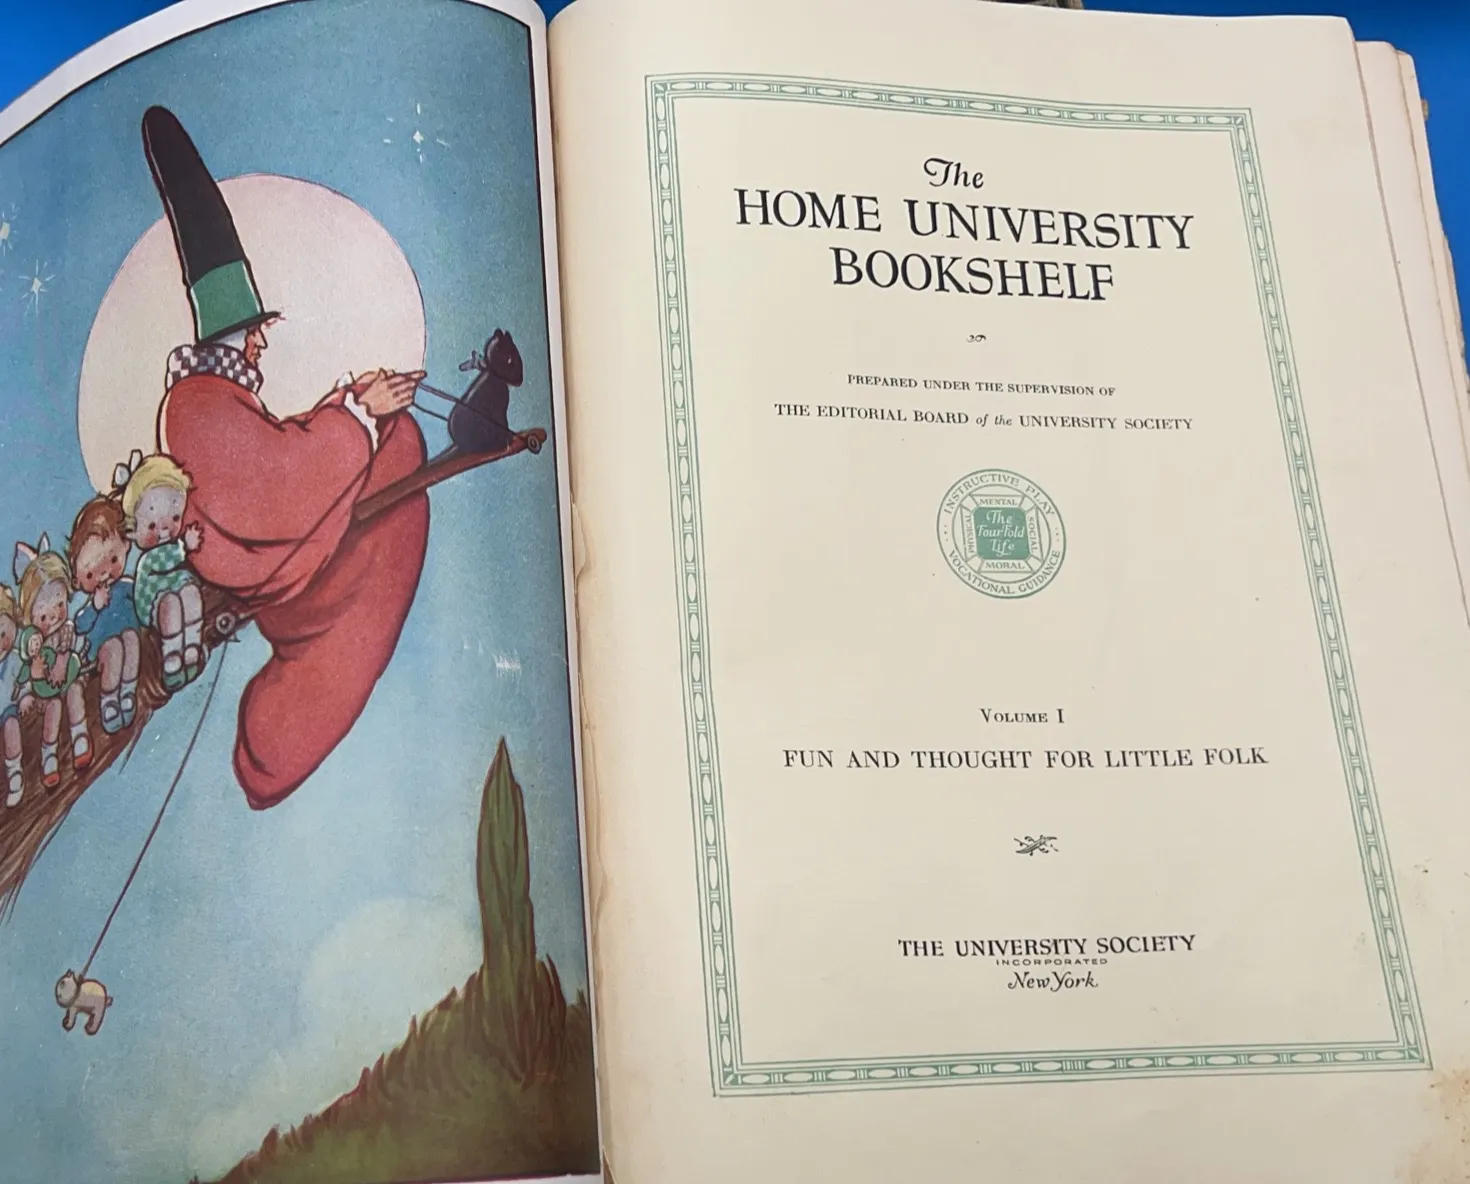 The
HOME UNIVERSITY
BOOKSHELF
PREPARED UNDER THE SUPERVISION OF
THE EDITORIAL BOARD of the UNIVERSITY SOCIETY
INSTRUCTIVE PLAY
MENTAL
PHYSICAL
The
FourFold
Life
SOCIAL
MORAL
VOCATIONAL GUIDANCE
VOLUME I
FUN AND THOUGHT FOR LITTLE FOLK
THE UNIVERSITY SOCIETY
INCORPORATED
New York